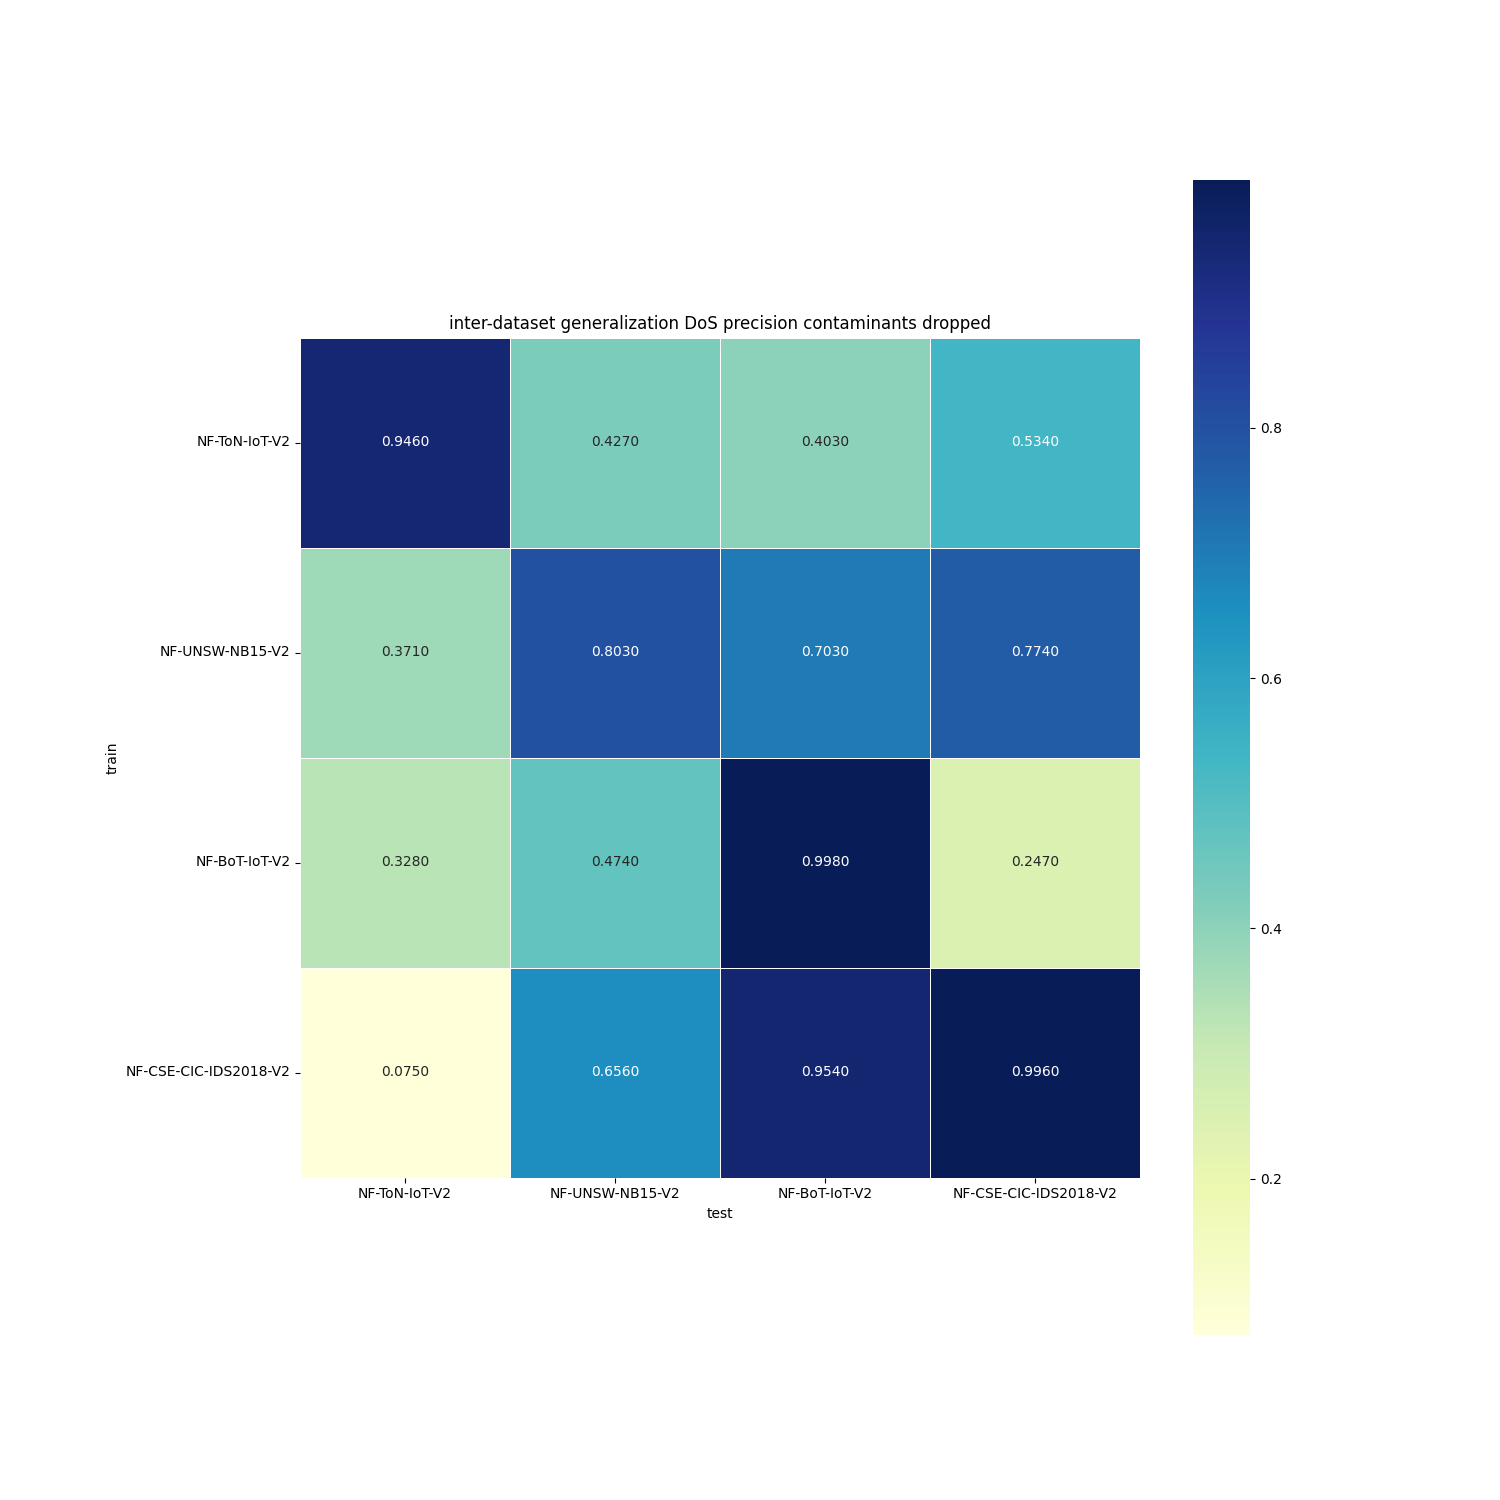 inter-dataset generalization DoS precision contaminants dropped
NF-ToN-IoT-V2
0.9460
0.4270
0.4030
0.5340
NF-UNSW-NB15-V2
0.3710
0.8030
0.7030
0.7740
NF-BoT-IoT-V2
0.3280
0.4740
0.9980
0.2470
NF-CSE-CIC-IDS2018-V2
0.0750
0.6560
0.9540
0.9960
train
NF-ToN-IoT-V2
NF-UNSW-NB15-V2
NF-BoT-IoT-V2
NF-CSE-CIC-IDS2018-V2
test
0.8
0.6
0.4
0.2